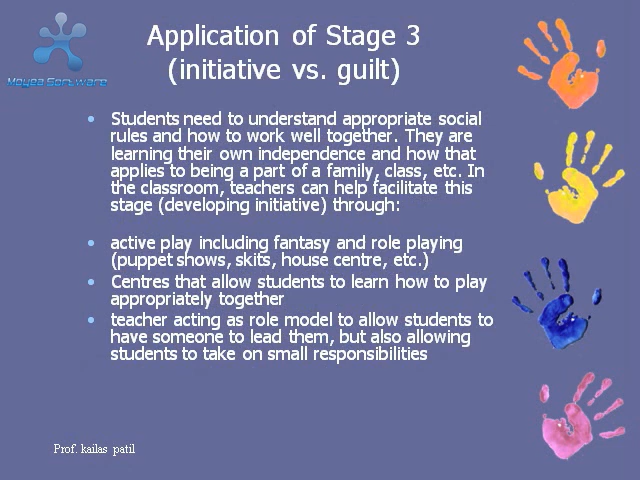 Moyea Software
Application of Stage 3
(initiative vs. guilt)
• Students need to understand appropriate social
rules and how to work well together. They are
learning their own independence and how that
applies to being a part of a family, class, etc. In
the classroom, teachers can help facilitate this
stage (developing initiative) through:
• active play including fantasy and role playing
(puppet shows, skits, house centre, etc.)
• Centres that allow students to learn how to play
appropriately together
• teacher acting as role model to allow students to
have someone to lead them, but also allowing
students to take on small responsibilities
Prof. kailas patil